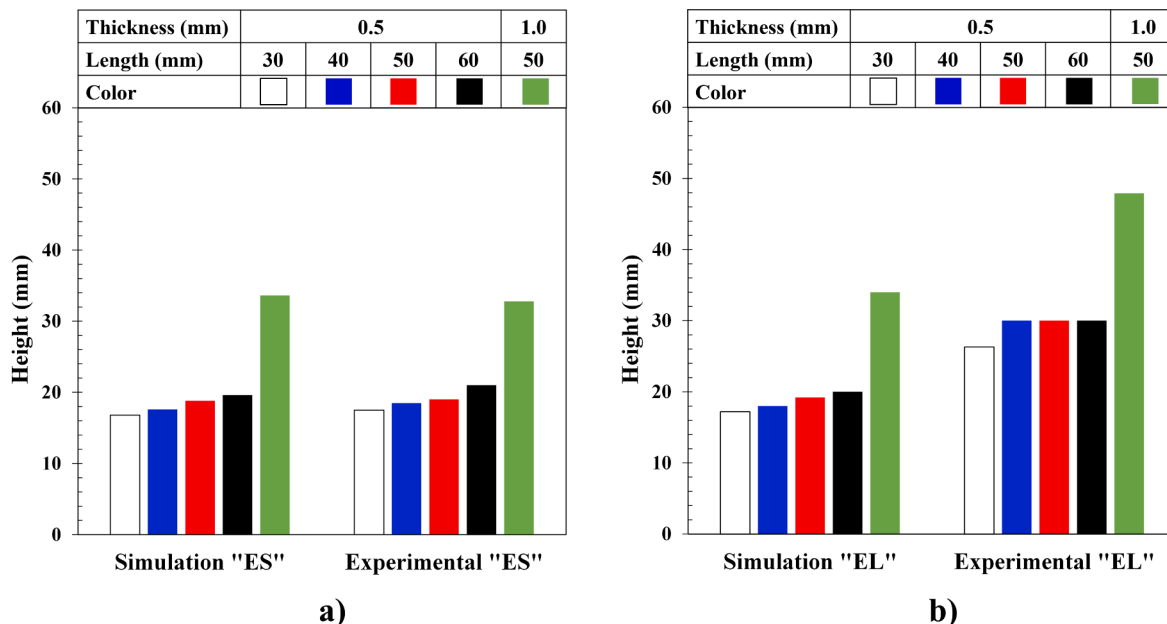 Thickness (mm) 0.5 1.0
Length (mm) 30 40 50 60 50
Color
60
50
40
30
20
10
0
Height (mm)
Simulation "ES" Experimental "ES"
a)
Thickness (mm) 0.5 1.0
Length (mm) 30 40 50 60 50
Color
60
50
40
30
20
10
0
Height (mm)
Simulation "EL" Experimental "EL"
b)